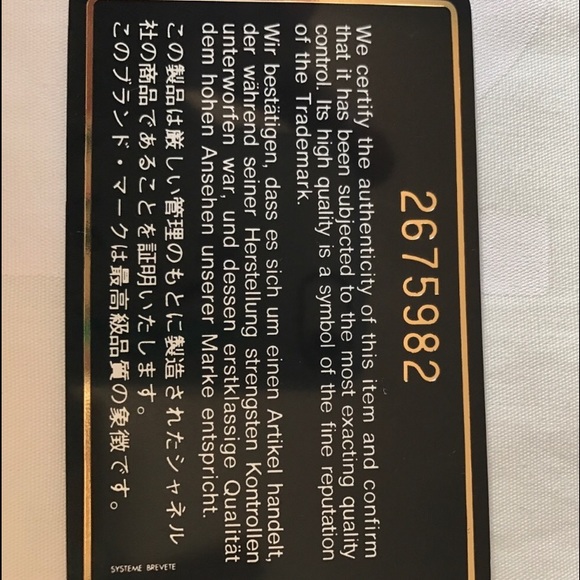 2675982
We certify the authenticity of this item and confirm
that it has been subjected to the most exacting quality
control. Its high quality is a symbol of the fine reputation
of the Trademark.
Wir bestätigen, dass es sich um einen Artikel handelt,
der während seiner Herstellung strengsten Kontrollen
unterworfen war, und dessen erstklassige Qualität
dem hohen Ansehen unserer Marke entspricht.
この製品は厳しい管理のもとに製造されたシャネル
社の商品であることを証明いたします。
このブランド・マークは最高級品質の象徴です。
SYSTEME BREVETE